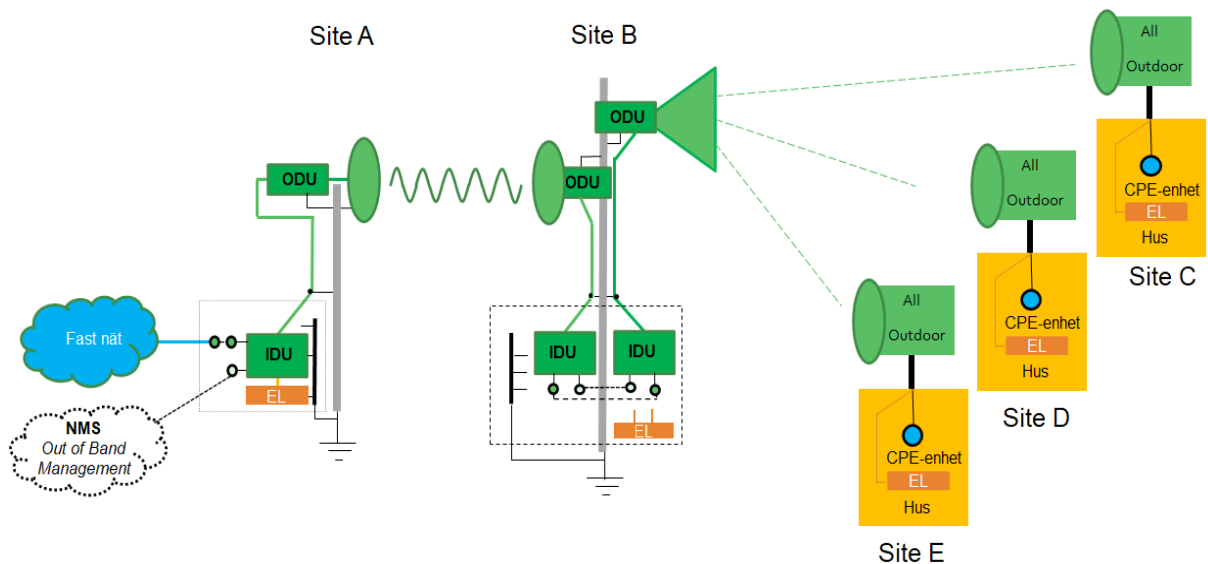 Site A
Site B
All
Outdoor
ODU
CPE-enhet
EL
Hus
Site C
ODU
ODU
All
Outdoor
CPE-enhet
EL
Hus
Site D
Fast nät
IDU
EL
NMS
Out of Band
Management
IDU
IDU
EL
All
Outdoor
CPE-enhet
EL
Hus
Site E